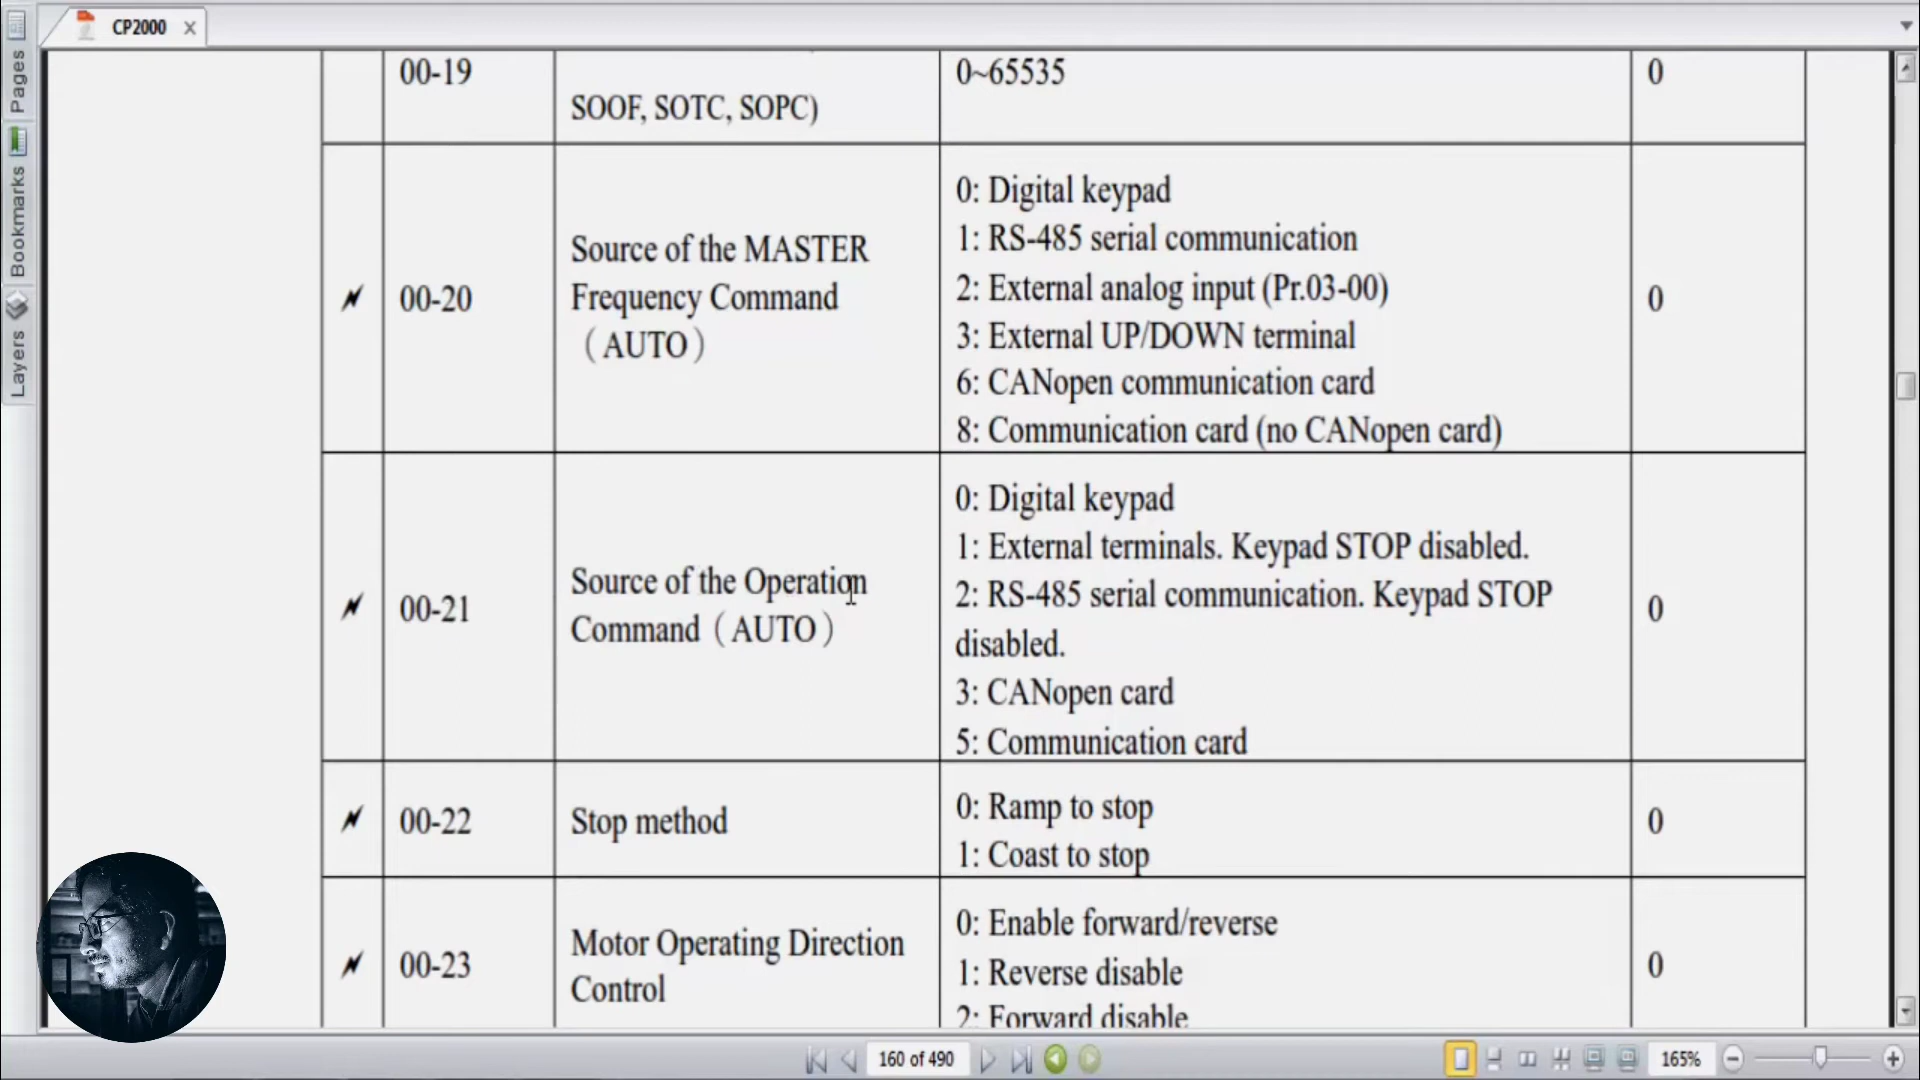 CP2000
Pages
Bookmarks
Layers
00-19
SOOF, SOTC, SOPC)
0~65535
0
00-20
Source of the MASTER
Frequency Command
（AUTO）
0: Digital keypad
1: RS-485 serial communication
2: External analog input (Pr.03-00)
3: External UP/DOWN terminal
6: CANopen communication card
8: Communication card (no CANopen card)
0
00-21
Source of the Operation
Command（AUTO）
0: Digital keypad
1: External terminals. Keypad STOP disabled.
2: RS-485 serial communication. Keypad STOP
disabled.
3: CANopen card
5: Communication card
0
00-22
Stop method
0: Ramp to stop
1: Coast to stop
0
00-23
Motor Operating Direction
Control
0: Enable forward/reverse
1: Reverse disable
2: Forward disable
0
160 of 490
165%